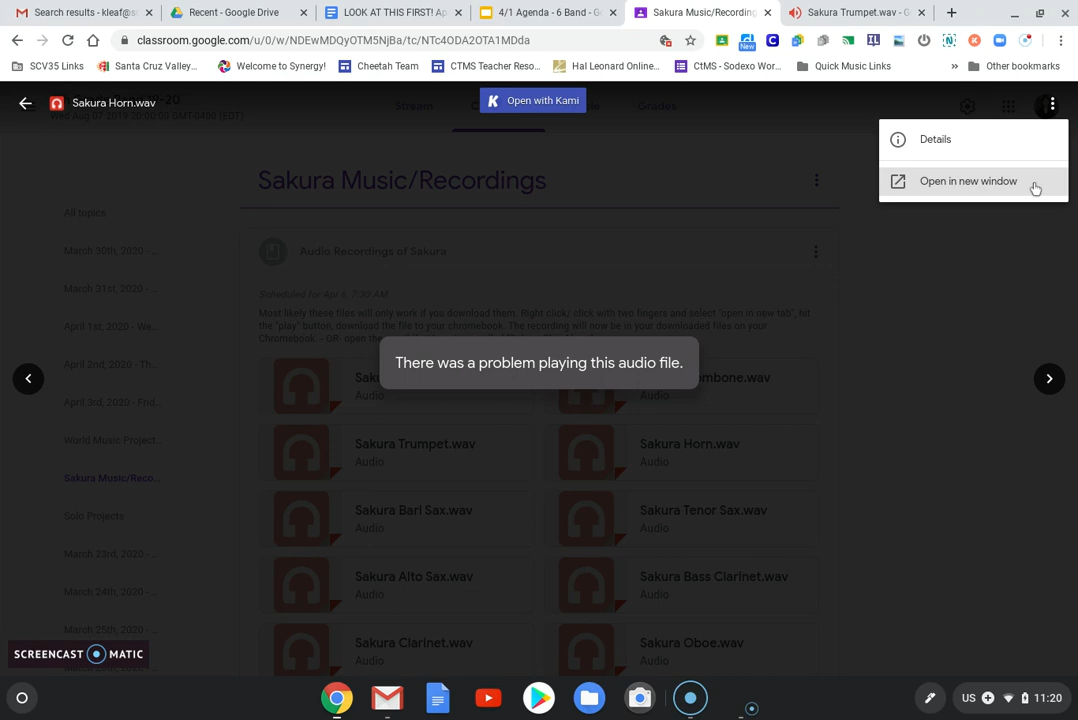 Search results - kleaf@s
Recent - Google Drive
LOOK AT THIS FIRST! Ap
4/1 Agenda - 6 Band - G
Sakura Music/Recording
Sakura Trumpet.wav - G
classroom.google.com/u/0/w/NDEwMDQyOTM5NjBa/tc/NTc4ODA2OTA1MDda
New
SCV35 Links
Santa Cruz Valley...
Welcome to Synergy!
Cheetah Team
CTMS Teacher Reso...
Hal Leonard Online...
CtMS - Sodexo Wor...
Quick Music Links
Other bookmarks
Sakura Horn.wav
Wed Aug 07 2019 20:00:00 GMT-0400 (EDT)
Open with Kami
Stream
Grades
Details
Open in new window
Sakura Music/Recordings
All topics
March 30th, 2020 - ...
March 31st, 2020 - ...
April 1st, 2020 - We...
April 2nd, 2020 - Th...
April 3rd, 2020 - Frid...
World Music Project...
Sakura Music/Reco...
Solo Projects
March 23rd, 2020 - ...
March 24th, 2020 - ...
March 25th, 2020 - ...
Audio Recordings of Sakura
Scheduled for Apr 6, 7:30 AM
Most likely these files will only work if you download them. Right click/ click with two fingers and select "open in new tab", hit
the "play" button, download the file to your chromebook. The recording will now be in your downloaded files on your
Chromebook. - OR- open the
There was a problem playing this audio file.
Audio
Audio
Sakura Trumpet.wav
Audio
Sakura Horn.wav
Audio
Sakura Bari Sax.wav
Audio
Sakura Tenor Sax.wav
Audio
Sakura Alto Sax.wav
Audio
Sakura Bass Clarinet.wav
Audio
Sakura Clarinet.wav
Audio
Sakura Oboe.wav
Audio
SCREENCAST MATIC
US
11:20